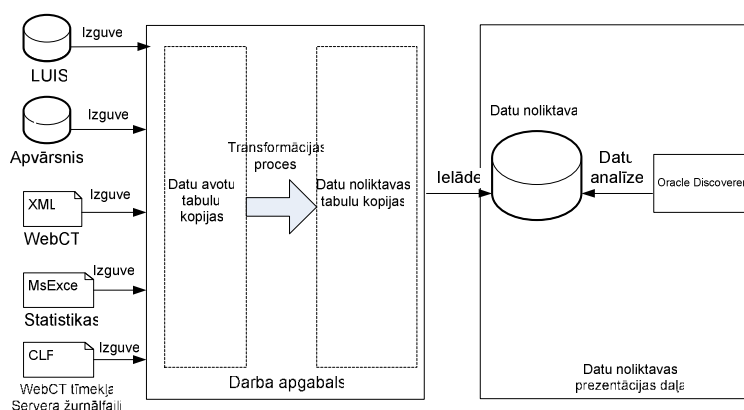 Izguve
LUIS
Izguve
Apvārsnis
Izguve
XML
WebCT
Izguve
MsExce
Statistikas
Izguve
CLF
WebCT tīmekļa
Servera žurnālfaili
Datu avotu
tabulu
kopijas
Transformācijas
proces
Datu noliktavas
tabulu kopijas
Darba apgabals
Ielāde
Datu noliktava
Datu
analīze
Oracle Discoverer
Datu noliktavas
prezentācijas daļa